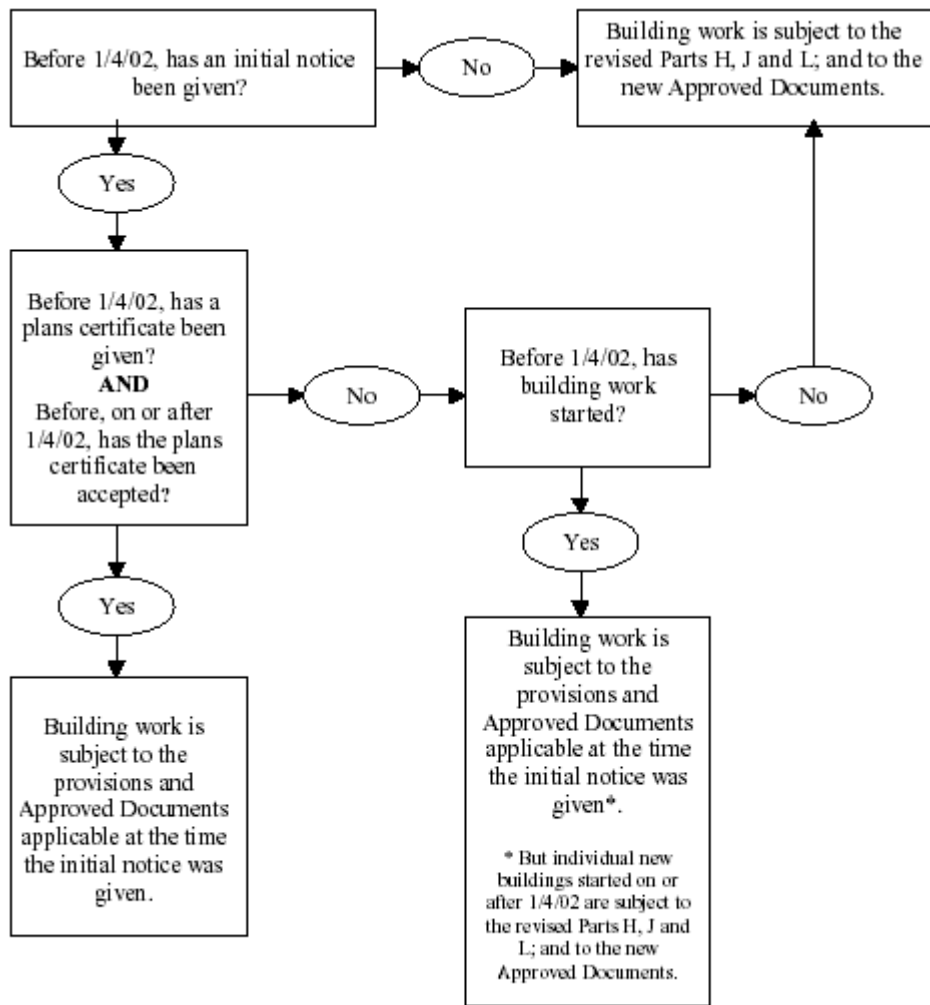 Before 1/4/02, has an initial notice
been given?
No
Building work is subject to the
revised Parts H, J and L; and to the
new Approved Documents.
Yes
Before 1/4/02, has a
plans certificate been
given?
AND
Before, on or after
1/4/02, has the plans
certificate been
accepted?
No
Before 1/4/02, has
building work
started?
No
Yes
Yes
Building work is
subject to the
provisions and
Approved Documents
applicable at the time
the initial notice was
given.
Building work is
subject to the
provisions and
Approved Documents
applicable at the time
the initial notice was
given*.
* But individual new
buildings started on or
after 1/4/02 are subject to
the revised Parts H, J and
L; and to the new
Approved Documents.